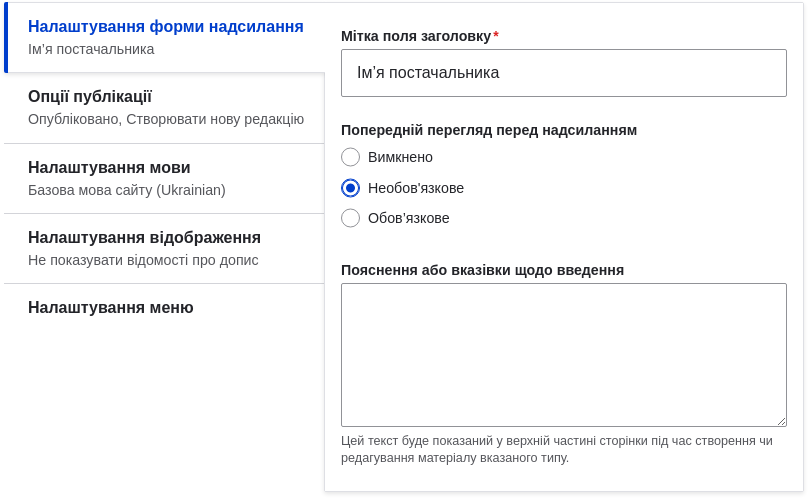 Налаштування форми надсилання
Ім’я постачальника
Опції публікації
Опубліковано, Створювати нову редакцію
Налаштування мови
Базова мова сайту (Ukrainian)
Налаштування відображення
Не показувати відомості про допис
Налаштування меню
Мітка поля заголовку*
Ім’я постачальника
Попередній перегляд перед надсиланням
Вимкнено
Необов'язкове
Обов’язкове
Пояснення або вказівки щодо введення
Цей текст буде показаний у верхній частині сторінки під час створення чи
редагування матеріалу вказаного типу.